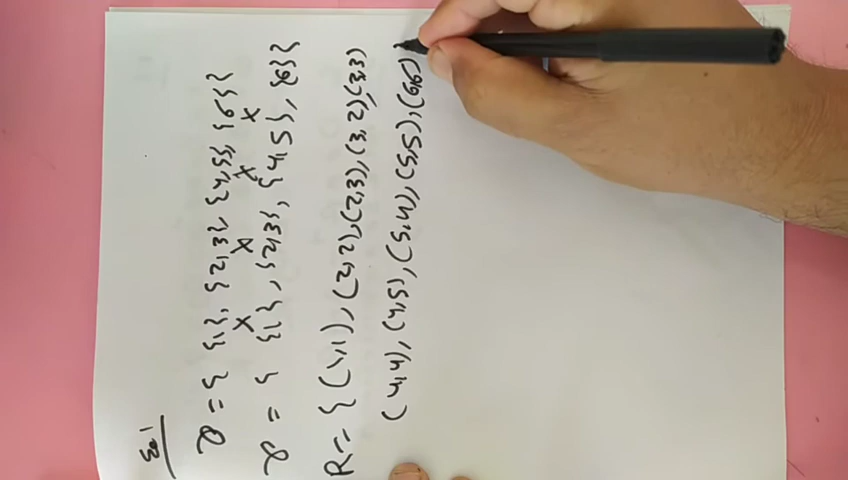 Ex!
P = { {1}, {2,3}, {4,5}, {6} }
× × × ×
P = { {1}, {2,3}, {4,5}, {6} }
R = { (1,1), (2,2), (2,3), (3,2), (3,3)
(4,4), (4,5), (5,4), (5,5), (6,6)